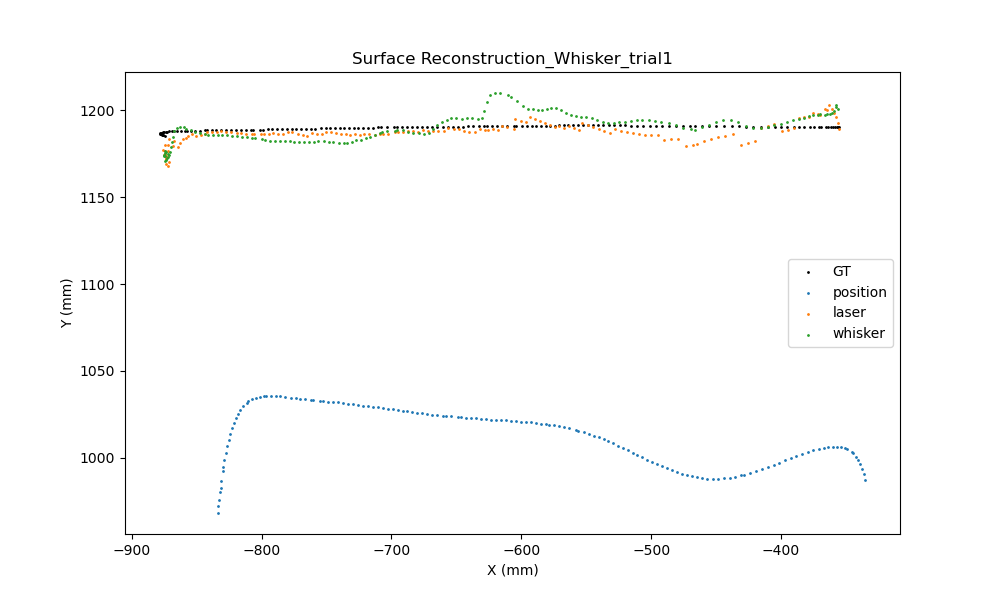 Surface Reconstruction_Whisker_trial1
1200
1150
1100
1050
1000
Y (mm)
GT
position
laser
whisker
−900
−800
−700
−600
−500
−400
X (mm)